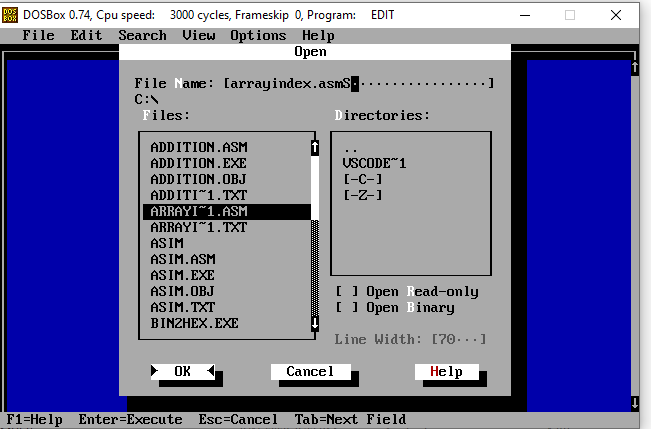 DOS
BOX
DOSBox 0.74, Cpu speed: 3000 cycles, Frameskip 0, Program: EDIT
File Edit Search View Options Help
Open
File Name: [arrayindex.asmS················]
C:\
Files:
ADDITION.ASM
ADDITION.EXE
ADDITION.OBJ
ADDITI~1.TXT
ARRAYI~1.ASM
ARRAYI~1.TXT
ASIM
ASIM.ASM
ASIM.EXE
ASIM.OBJ
ASIM.TXT
BIN2HEX.EXE
Directories:
..
VSCODE~1
[-C-]
[-Z-]
[ ] Open Read-only
[ ] Open Binary
Line Width: [70···]
OK Cancel Help
F1=Help Enter=Execute Esc=Cancel Tab=Next Field